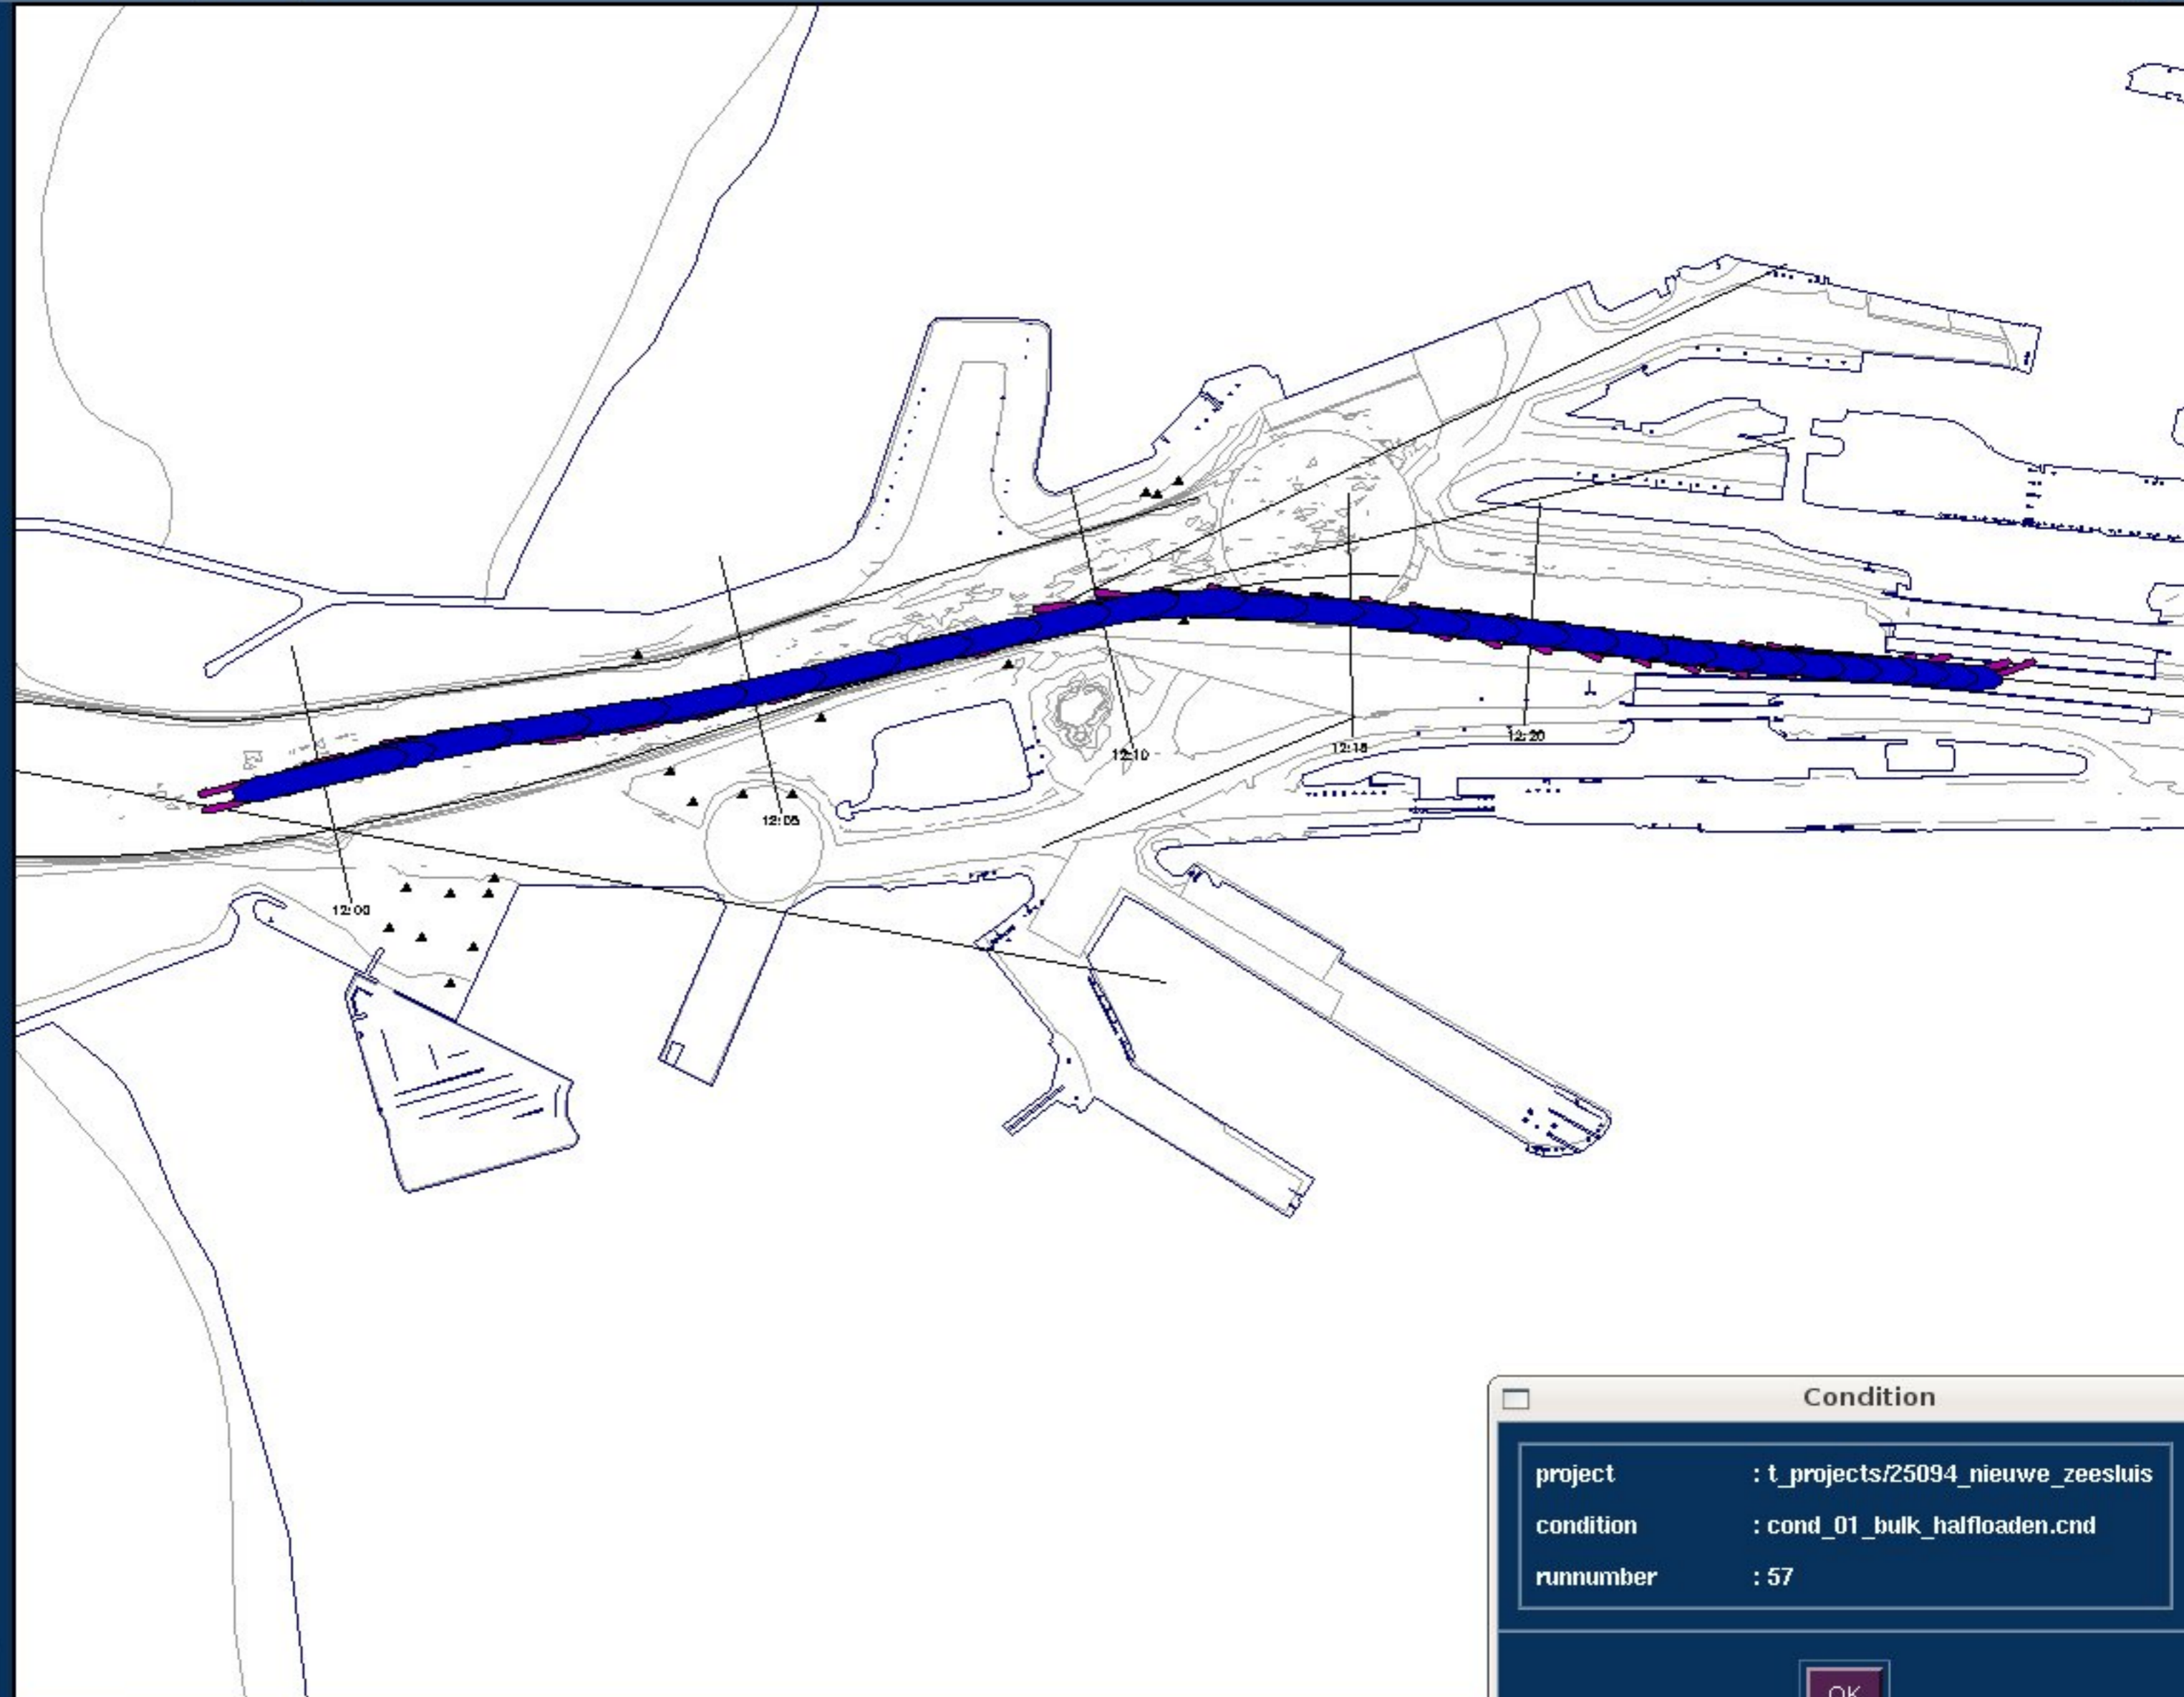 12:20
12:15
12:10
12:05
12:00
Condition
project : t_projects/25094_nieuwe_zeesluis
condition : cond_01_bulk_halfloaden.cnd
runnumber : 57
OK